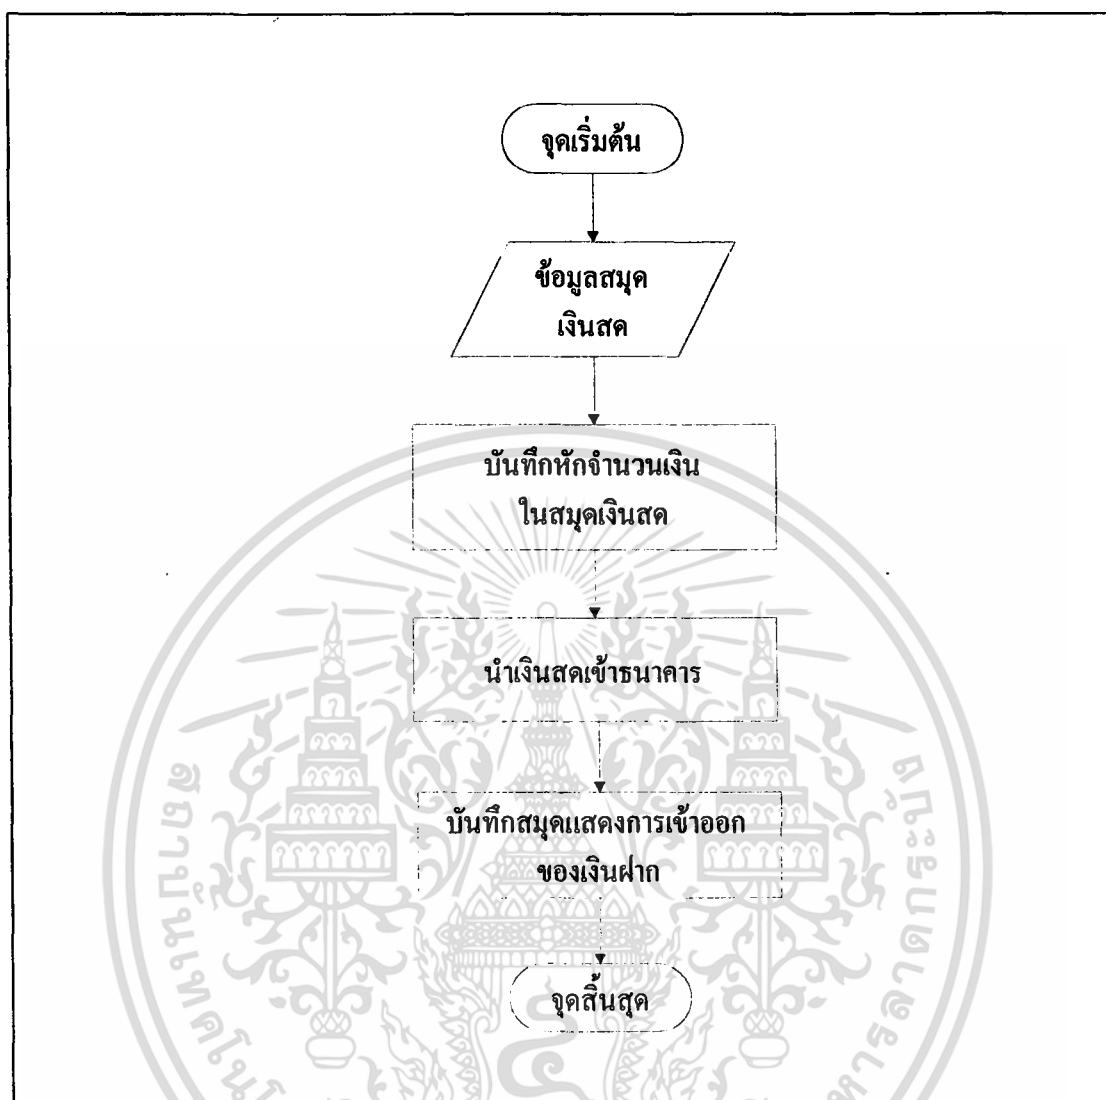 จุดเริ่มต้น
ข้อมูลสมุด
เงินสด
บันทึกหักจำนวนเงิน
ในสมุดเงินสด
นำเงินสดเข้าธนาคาร
บันทึกสมุดแสดงการเข้าออก
ของเงินฝาก
จุดสิ้นสุด